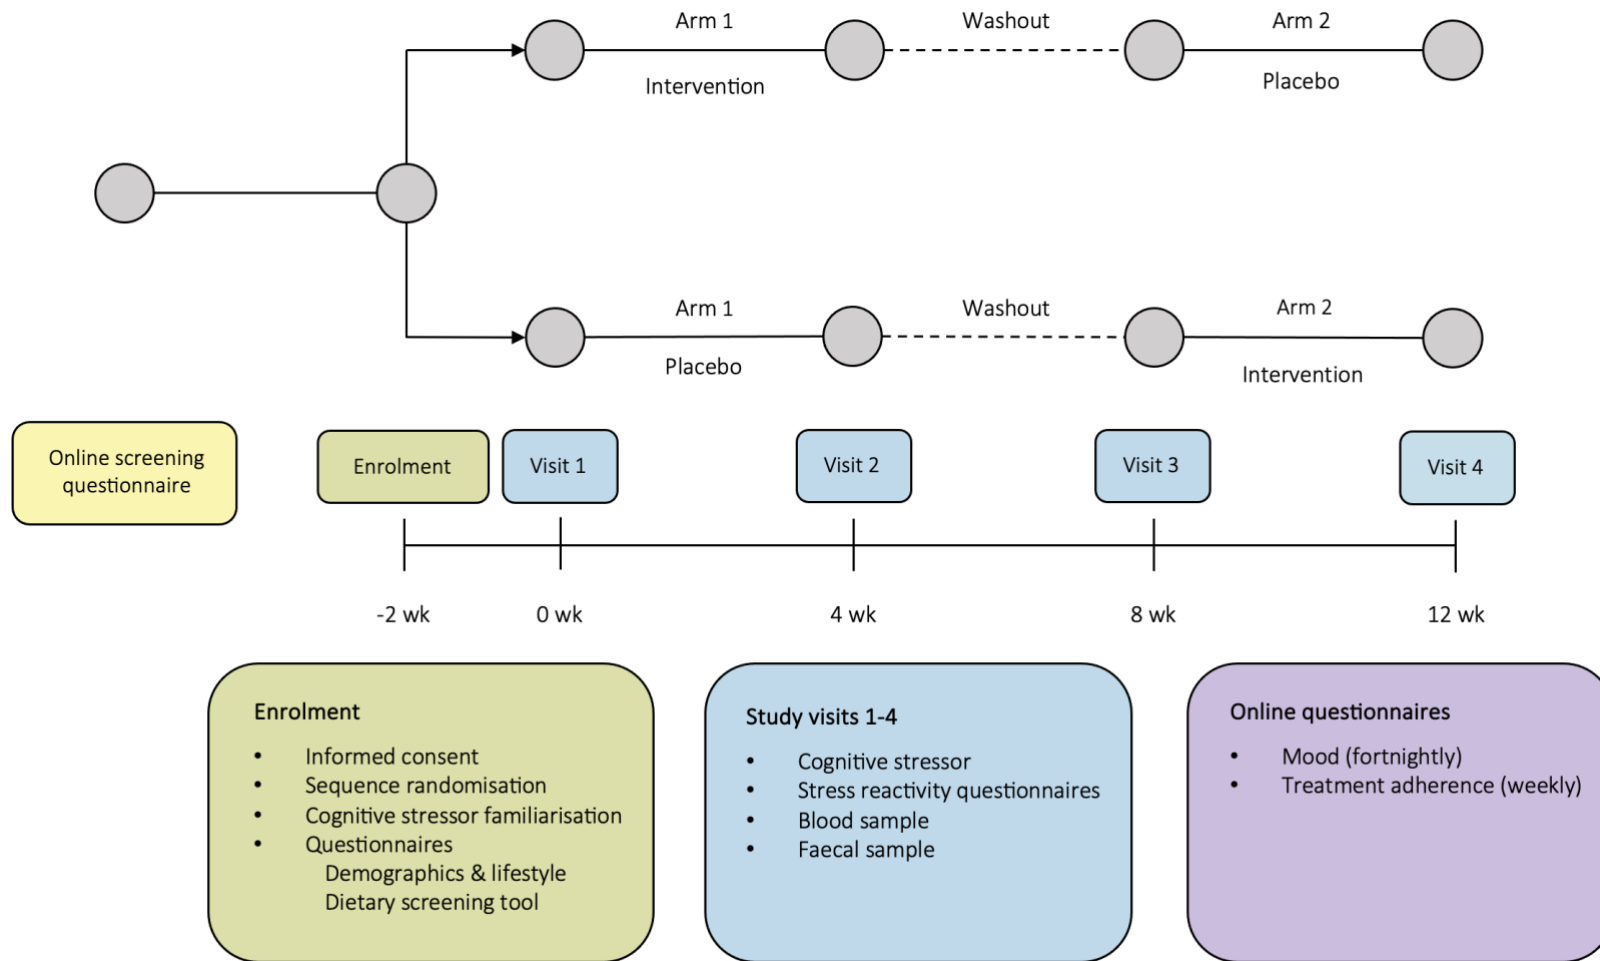 Arm 1
Washout
Arm 2
Intervention
Placebo
Arm 1
Washout
Arm 2
Placebo
Intervention
Online screening
questionnaire
Enrolment
Visit 1
Visit 2
Visit 3
Visit 4
-2 wk
0 wk
4 wk
8 wk
12 wk
Enrolment
• Informed consent
• Sequence randomisation
• Cognitive stressor familiarisation
• Questionnaires
Demographics & lifestyle
Dietary screening tool
Study visits 1-4
• Cognitive stressor
• Stress reactivity questionnaires
• Blood sample
• Faecal sample
Online questionnaires
• Mood (fortnightly)
• Treatment adherence (weekly)